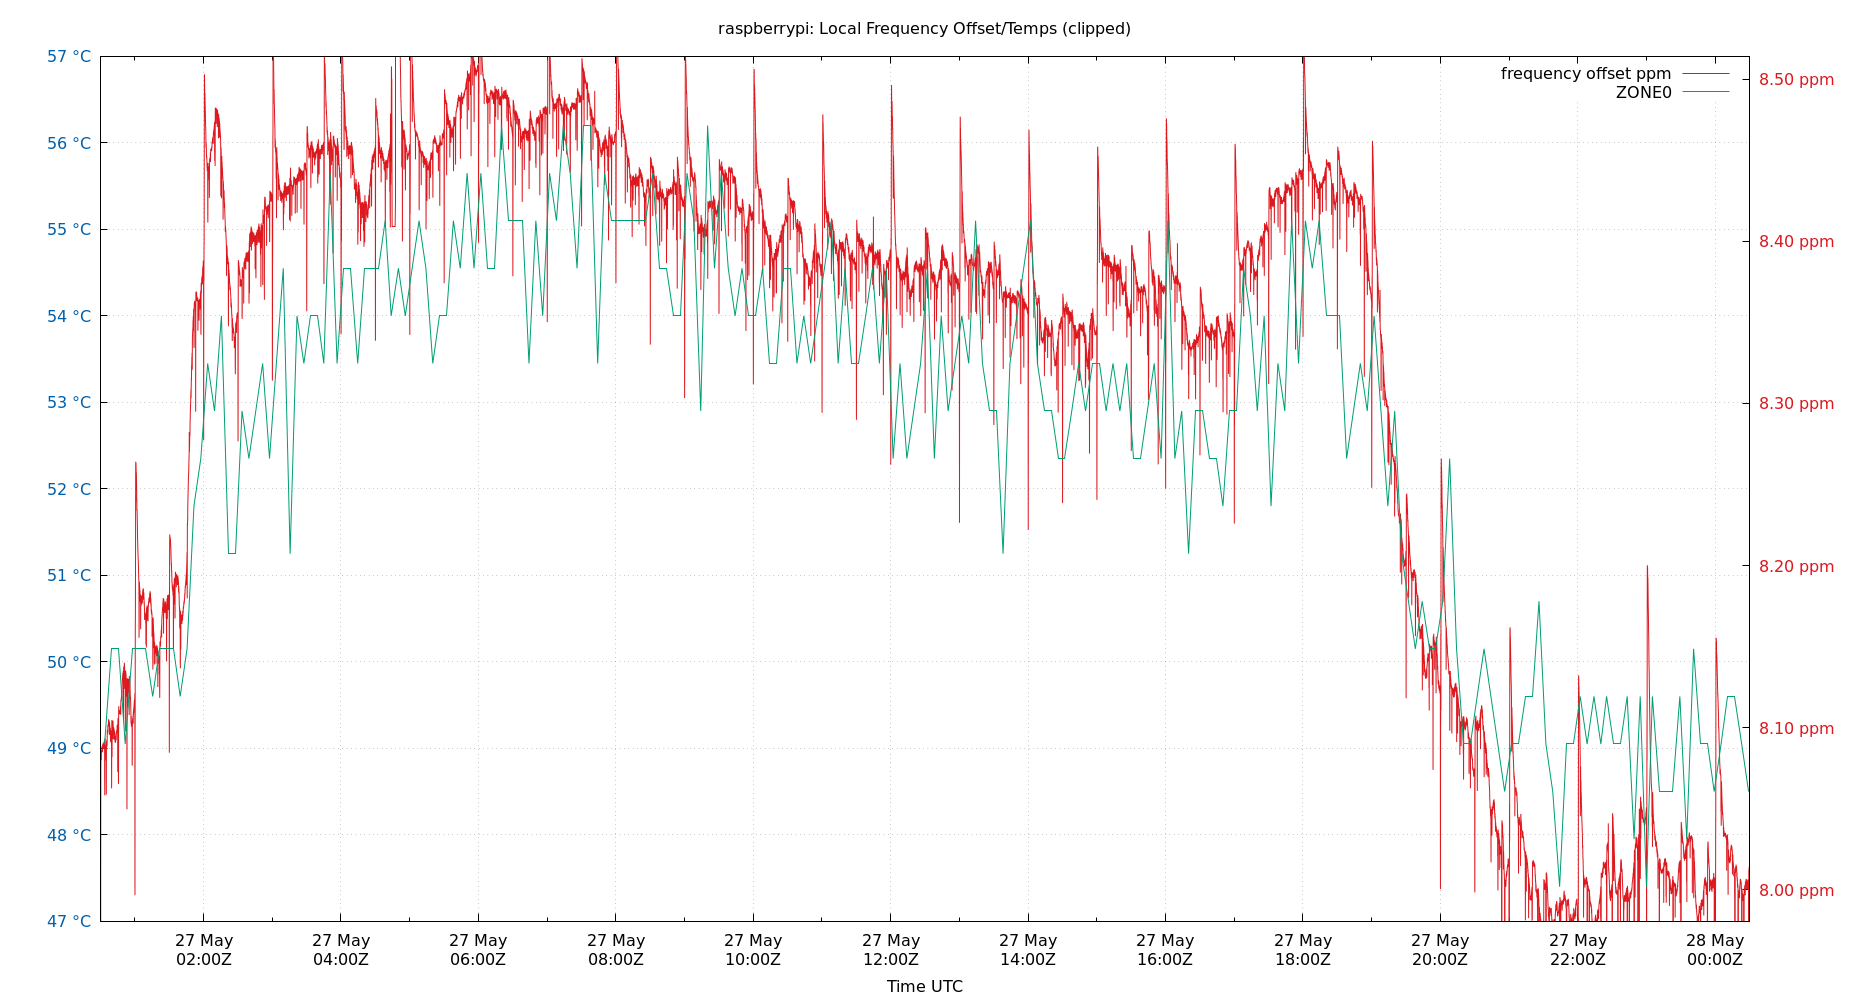 raspberrypi: Local Frequency Offset/Temps (clipped)
57 °C
56 °C
55 °C
54 °C
53 °C
52 °C
51 °C
50 °C
49 °C
48 °C
47 °C
frequency offset ppm
ZONE0
8.50 ppm
8.40 ppm
8.30 ppm
8.20 ppm
8.10 ppm
8.00 ppm
27 May 27 May 27 May 27 May 27 May 27 May 27 May 27 May 27 May 27 May 27 May 28 May
02:00Z 04:00Z 06:00Z 08:00Z 10:00Z 12:00Z 14:00Z 16:00Z 18:00Z 20:00Z 22:00Z 00:00Z
Time UTC